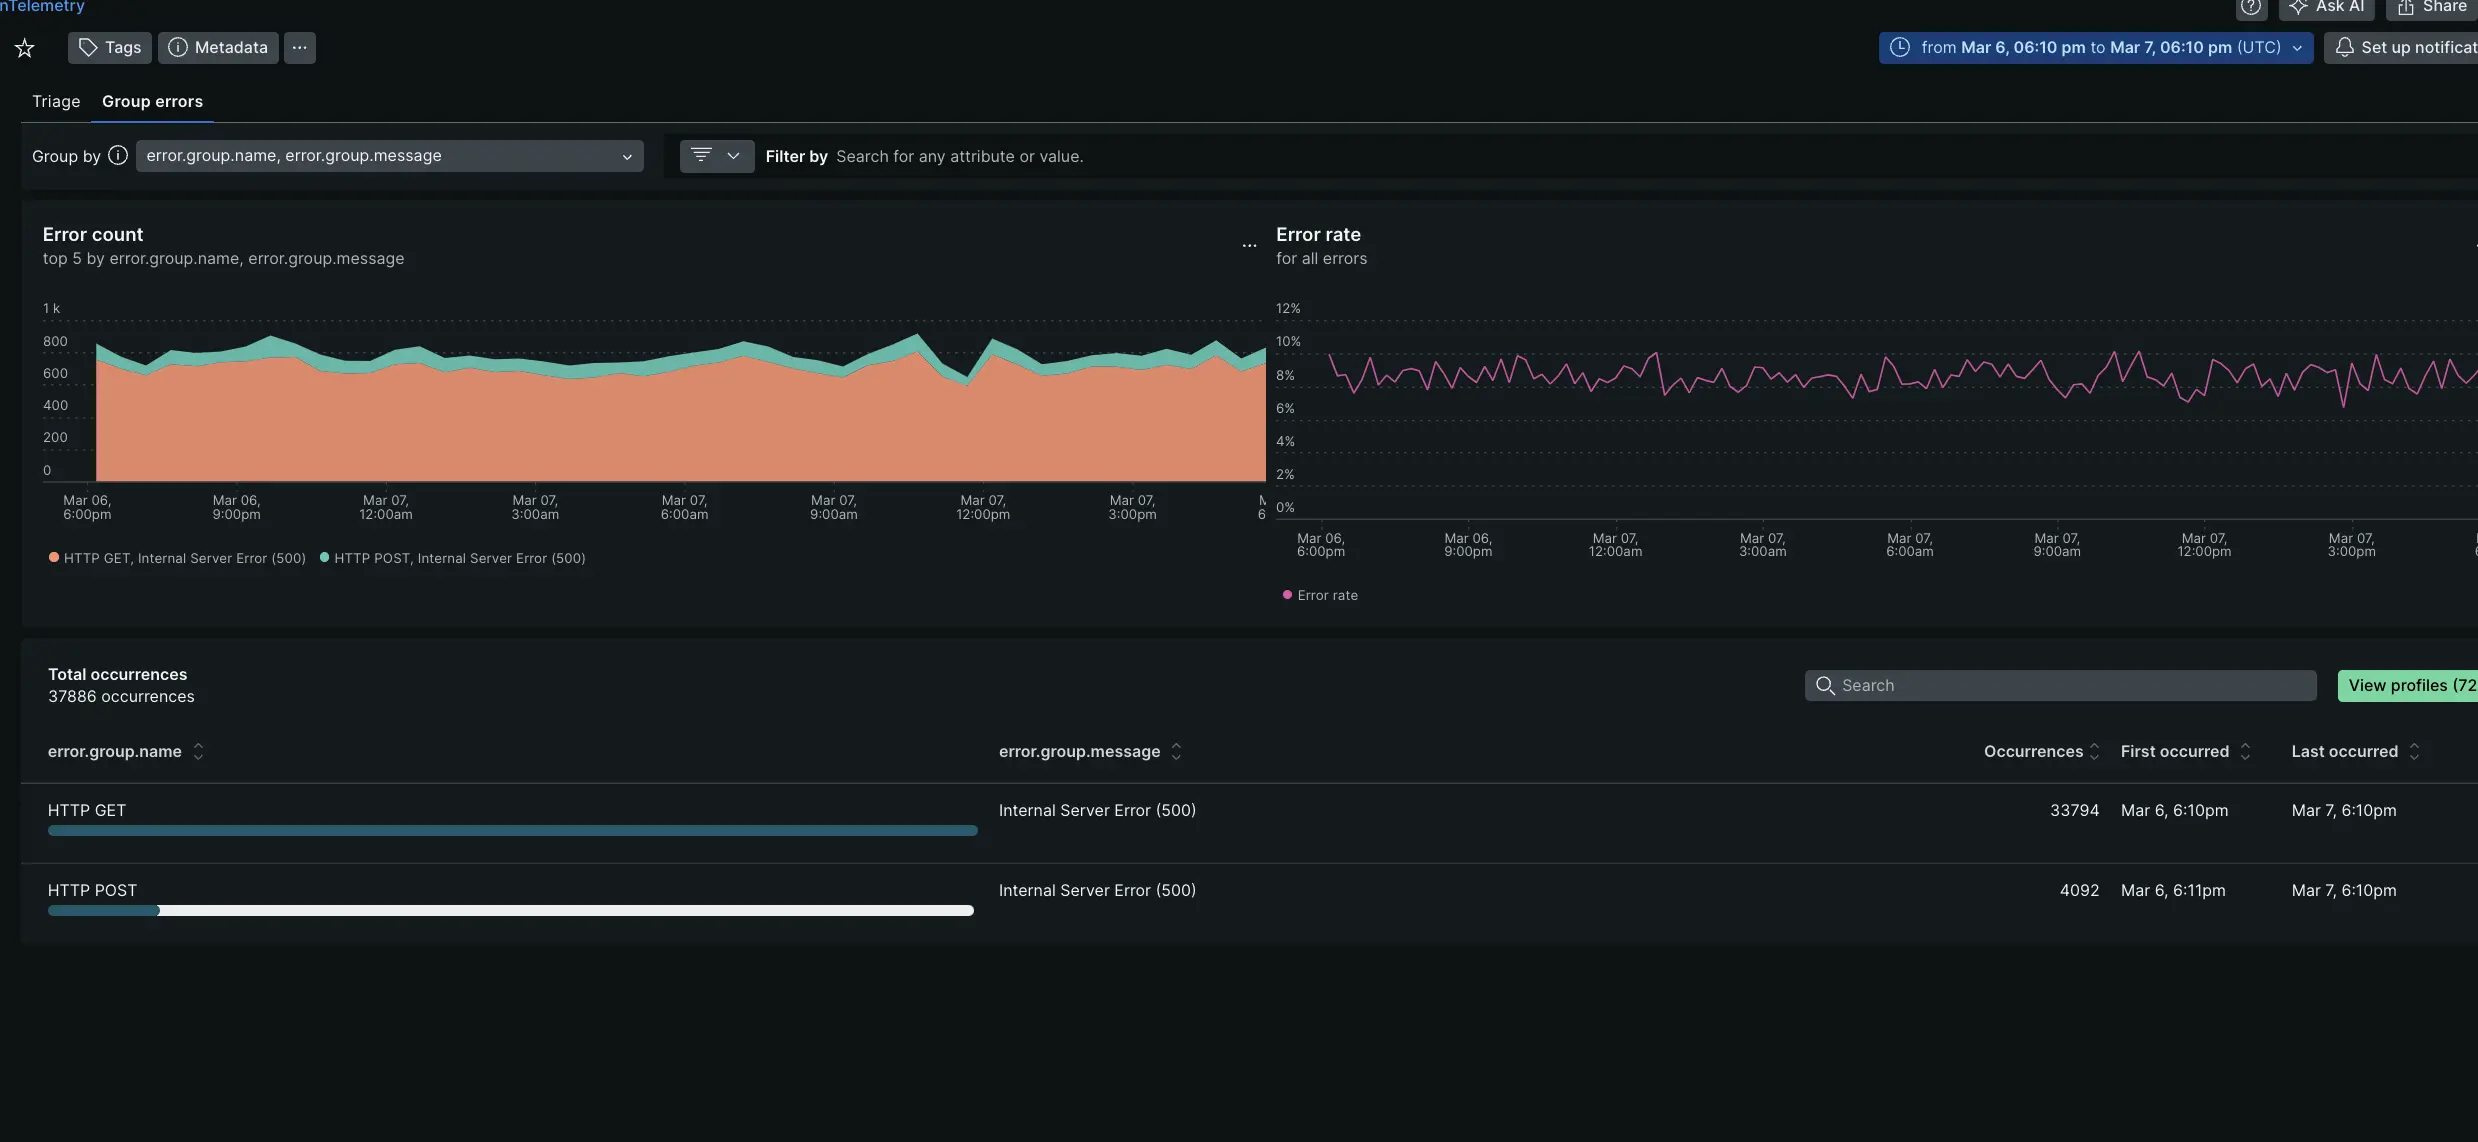 nTelemetry
Ask AI
Share
Tags
Metadata
from Mar 6, 06:10 pm to Mar 7, 06:10 pm (UTC)
Set up notificat
Triage
Group errors
Group by
error.group.name, error.group.message
Filter by Search for any attribute or value.
Error count
top 5 by error.group.name, error.group.message
1 k
800
600
400
200
0
Mar 06, 6:00pm
Mar 06, 9:00pm
Mar 07, 12:00am
Mar 07, 3:00am
Mar 07, 6:00am
Mar 07, 9:00am
Mar 07, 12:00pm
Mar 07, 3:00pm
M
6
HTTP GET, Internal Server Error (500)
HTTP POST, Internal Server Error (500)
Error rate
for all errors
12%
10%
8%
6%
4%
2%
0%
Mar 06, 6:00pm
Mar 06, 9:00pm
Mar 07, 12:00am
Mar 07, 3:00am
Mar 07, 6:00am
Mar 07, 9:00am
Mar 07, 12:00pm
Mar 07, 3:00pm
Error rate
Total occurrences
37886 occurrences
Search
View profiles (72
error.group.name
error.group.message
Occurrences
First occurred
Last occurred
HTTP GET
Internal Server Error (500)
33794
Mar 6, 6:10pm
Mar 7, 6:10pm
HTTP POST
Internal Server Error (500)
4092
Mar 6, 6:11pm
Mar 7, 6:10pm